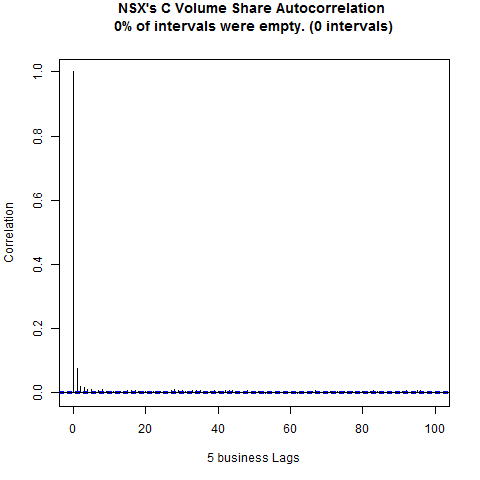 NSX's C Volume Share Autocorrelation
0% of intervals were empty. (0 intervals)
Correlation
1.0
0.8
0.6
0.4
0.2
0.0
0 20 40 60 80 100
5 business Lags